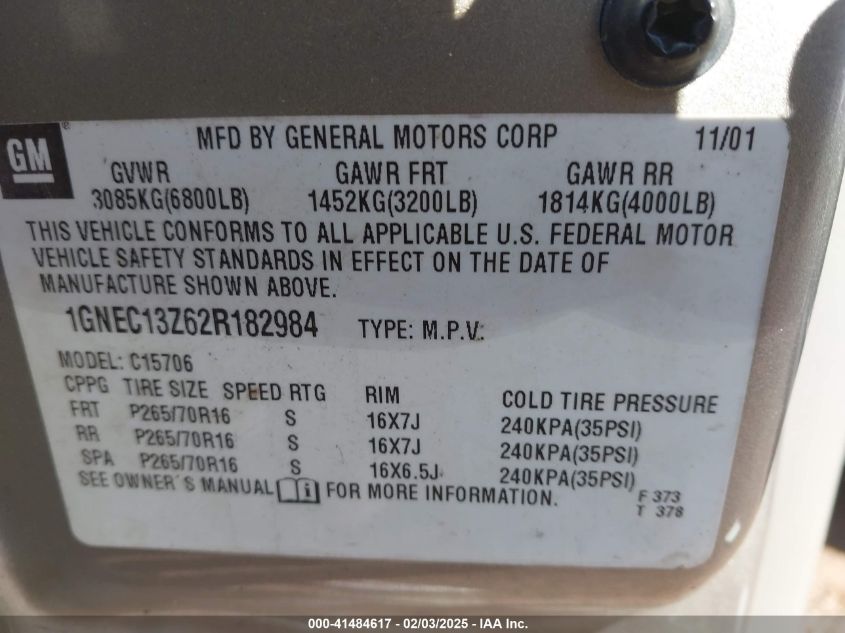 GM
MFD BY GENERAL MOTORS CORP 11/01
GVWR GAWR FRT GAWR RR
3085KG(6800LB) 1452KG(3200LB) 1814KG(4000LB)
THIS VEHICLE CONFORMS TO ALL APPLICABLE U.S. FEDERAL MOTOR
VEHICLE SAFETY STANDARDS IN EFFECT ON THE DATE OF
MANUFACTURE SHOWN ABOVE.
1GNEC13Z62R182984 TYPE: M.P.V.
MODEL: C15706
CPPG TIRE SIZE SPEED RTG RIM COLD TIRE PRESSURE
FRT P265/70R16 S 16X7J 240KPA(35PSI)
RR P265/70R16 S 16X7J 240KPA(35PSI)
SPA P265/70R16 S 16X6.5J 240KPA(35PSI)
SEE OWNER'S MANUAL i FOR MORE INFORMATION.
F 373
T 378
000-41484617 - 02/03/2025 - IAA Inc.